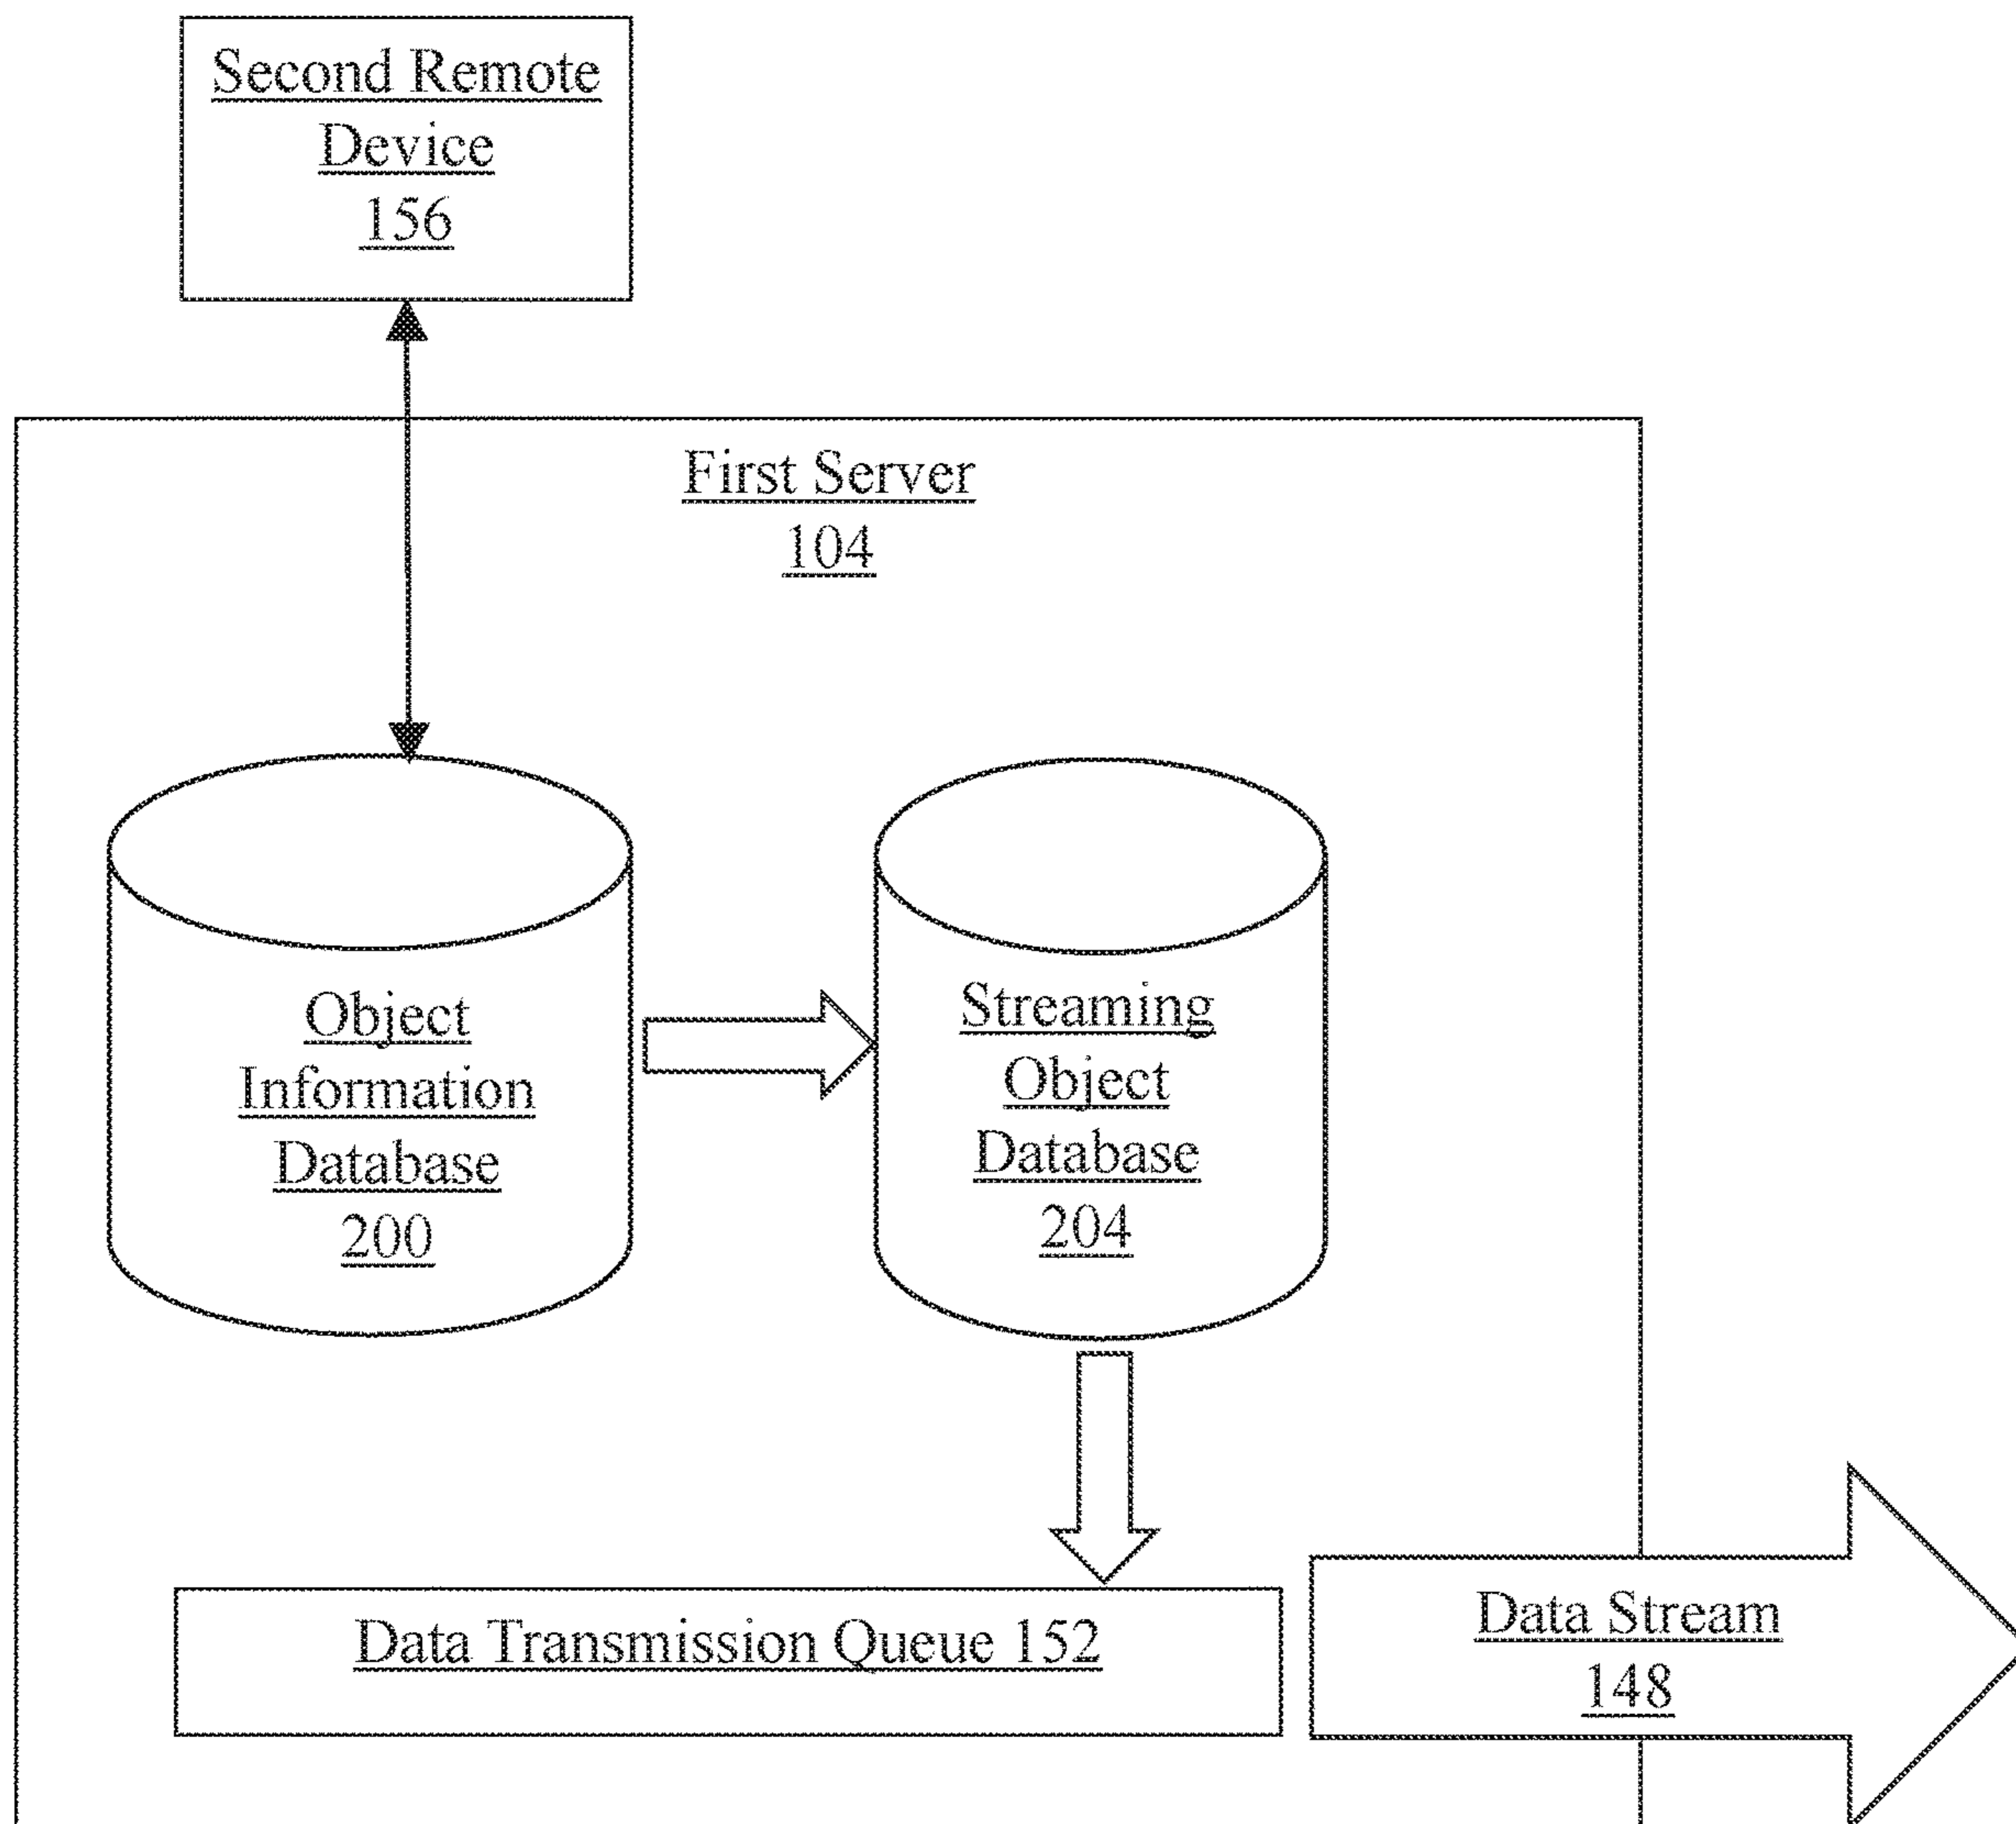 Second Remote
Device
156
First Server
104
Object
Information
Database
200
Streaming
Object
Database
204
Data Transmission Queue 152
Data Stream
148